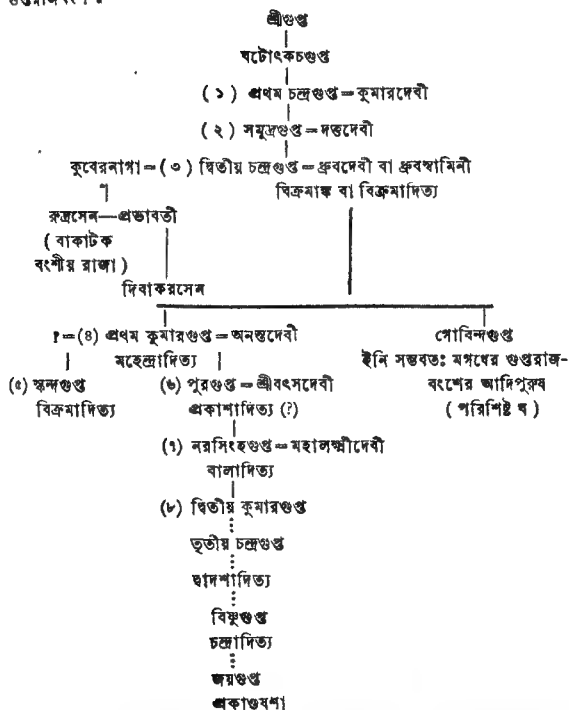 শ্রীগুপ্ত
ঘটোৎকচগুপ্ত
( ১ ) প্রথম চন্দ্রগুপ্ত = কুমারদেবী
( ২ ) সমুদ্রগুপ্ত = দত্তদেবী
কুবেরনাগা = ( ৩ ) দ্বিতীয় চন্দ্রগুপ্ত = ধ্রুবদেবী বা ধ্রুবস্বামিনী
বিক্রমাঙ্ক বা বিক্রমাদিত্য
রুদ্রসেন—প্রভাবতী
( বাকাটক
বংশীয় রাজা )
দিবাকরসেন
? = (৪) প্রথম কুমারগুপ্ত = অনন্তদেবী গোবিন্দগুপ্ত
মহেন্দ্রাদিত্য ইনি সম্ভবতঃ মগধের গুপ্তরাজ-
(৫) স্কন্দগুপ্ত (৬) পুরগুপ্ত = শ্রীবৎসদেবী বংশের আদিপুরুষ
বিক্রমাদিত্য প্রকাশাদিত্য (?) ( পরিশিষ্ট ঘ )
(৭) নরসিংহগুপ্ত = মহালক্ষ্মীদেবী
বালাদিত্য
(৮) দ্বিতীয় কুমারগুপ্ত
তৃতীয় চন্দ্রগুপ্ত
দ্বাদশাদিত্য
বিষ্ণুগুপ্ত
চন্দ্রাদিত্য
জয়গুপ্ত
প্রকাণ্ডযশা